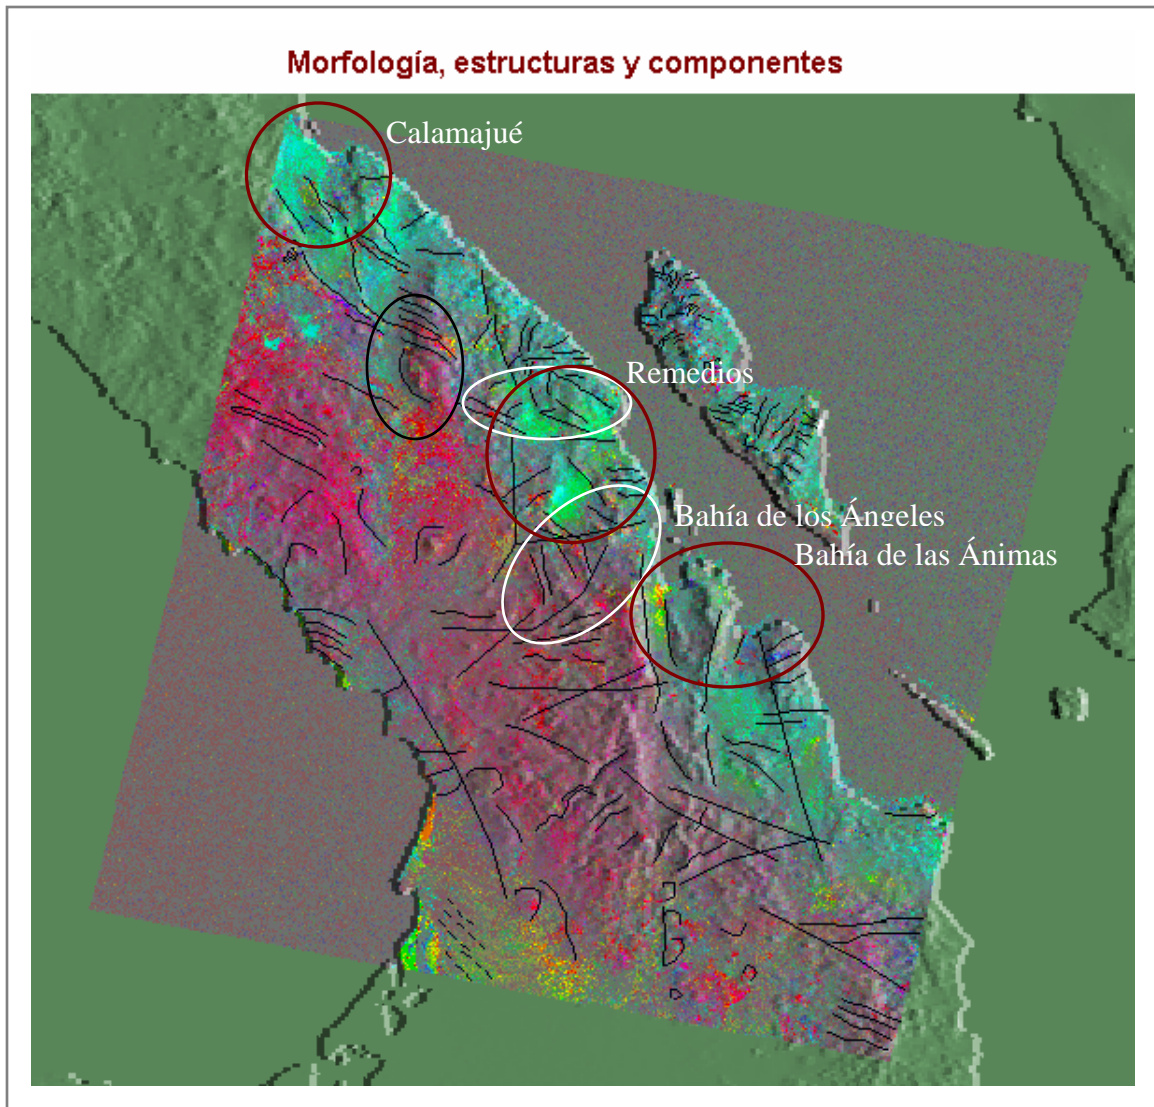 Morfología, estructuras y componentes
Calamajué
Remedios
Bahía de los Ángeles
Bahía de las Ánimas